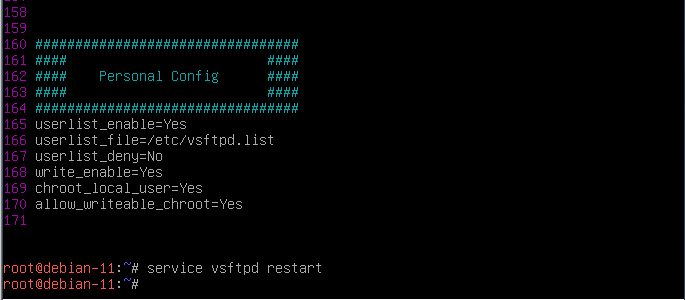 158
159
160 #################################
161 ####                         ####
162 ####    Personal Config      ####
163 ####                         ####
164 #################################
165 userlist_enable=Yes
166 userlist_file=/etc/vsftpd.list
167 userlist_deny=No
168 write_enable=Yes
169 chroot_local_user=Yes
170 allow_writeable_chroot=Yes
171
root@debian-11:~# service vsftpd restart
root@debian-11:~#